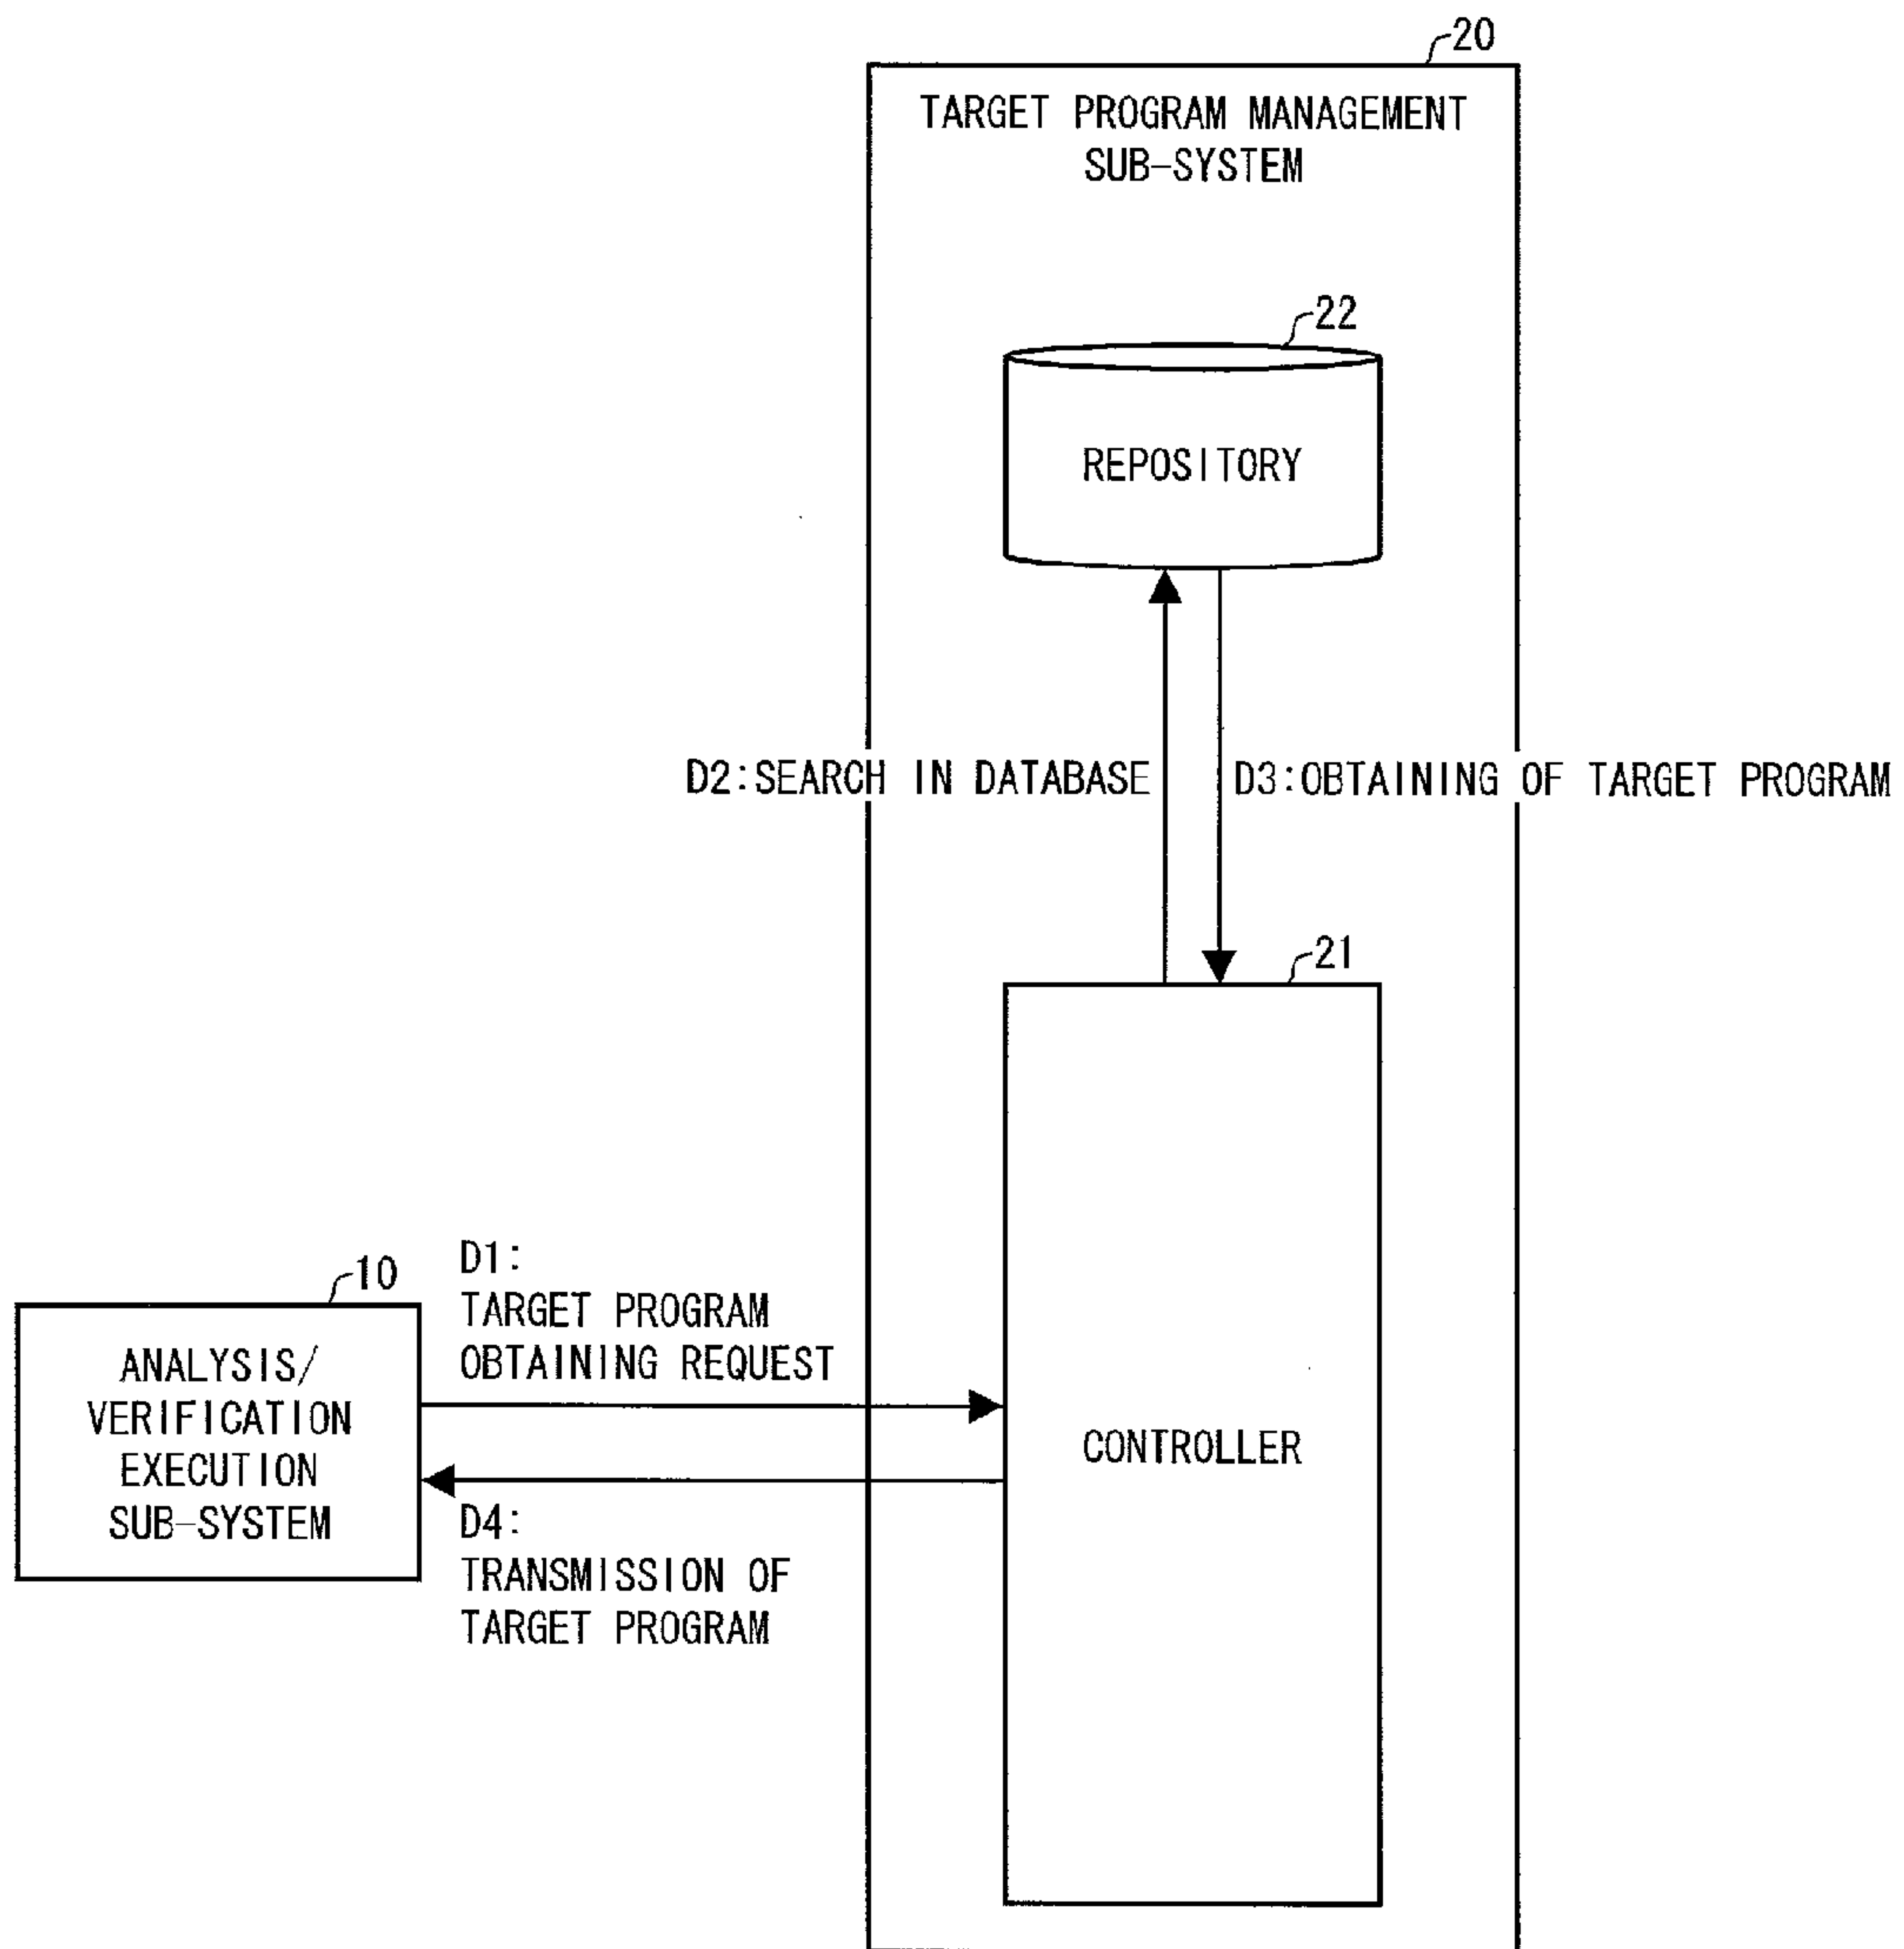 20
TARGET PROGRAM MANAGEMENT
SUB-SYSTEM
22
REPOSITORY
D2:SEARCH IN DATABASE
D3:OBTAINING OF TARGET PROGRAM
21
CONTROLLER
10
ANALYSIS/
VERIFICATION
EXECUTION
SUB-SYSTEM
D1:
TARGET PROGRAM
OBTAINING REQUEST
D4:
TRANSMISSION OF
TARGET PROGRAM